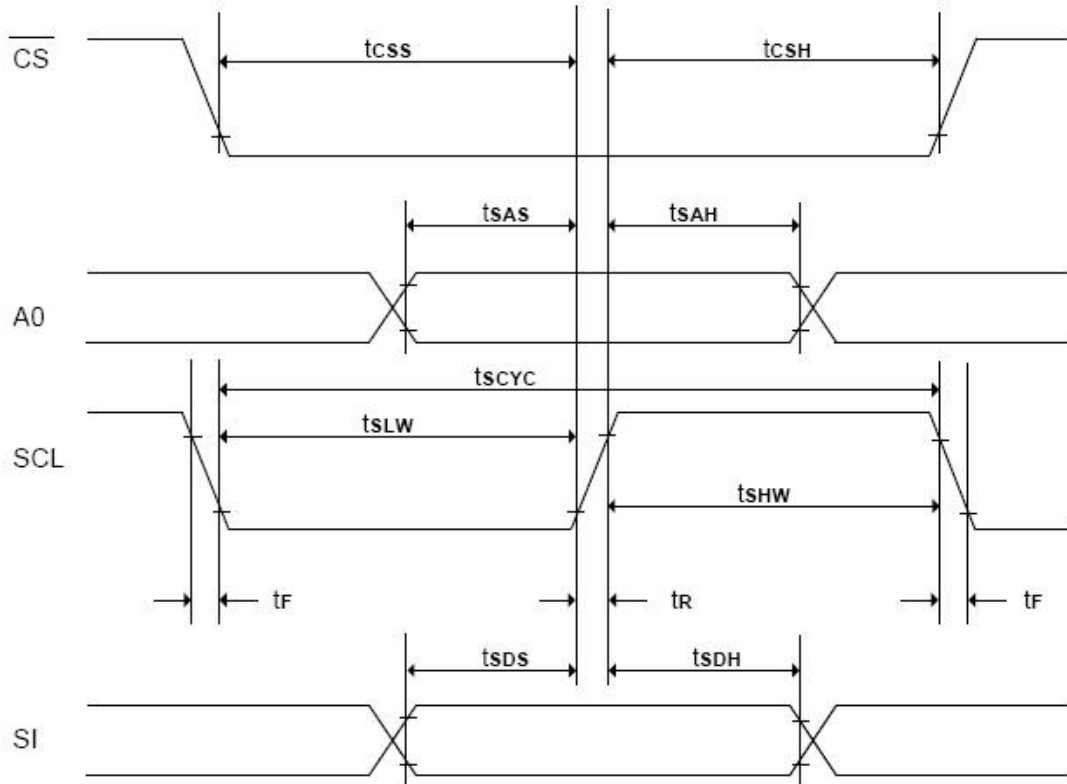 CS
tCSS
tCSH
tSAS
tSAH
A0
tSCYC
tSLW
SCL
tSHW
tF
tR
tF
tSDS
tSDH
SI